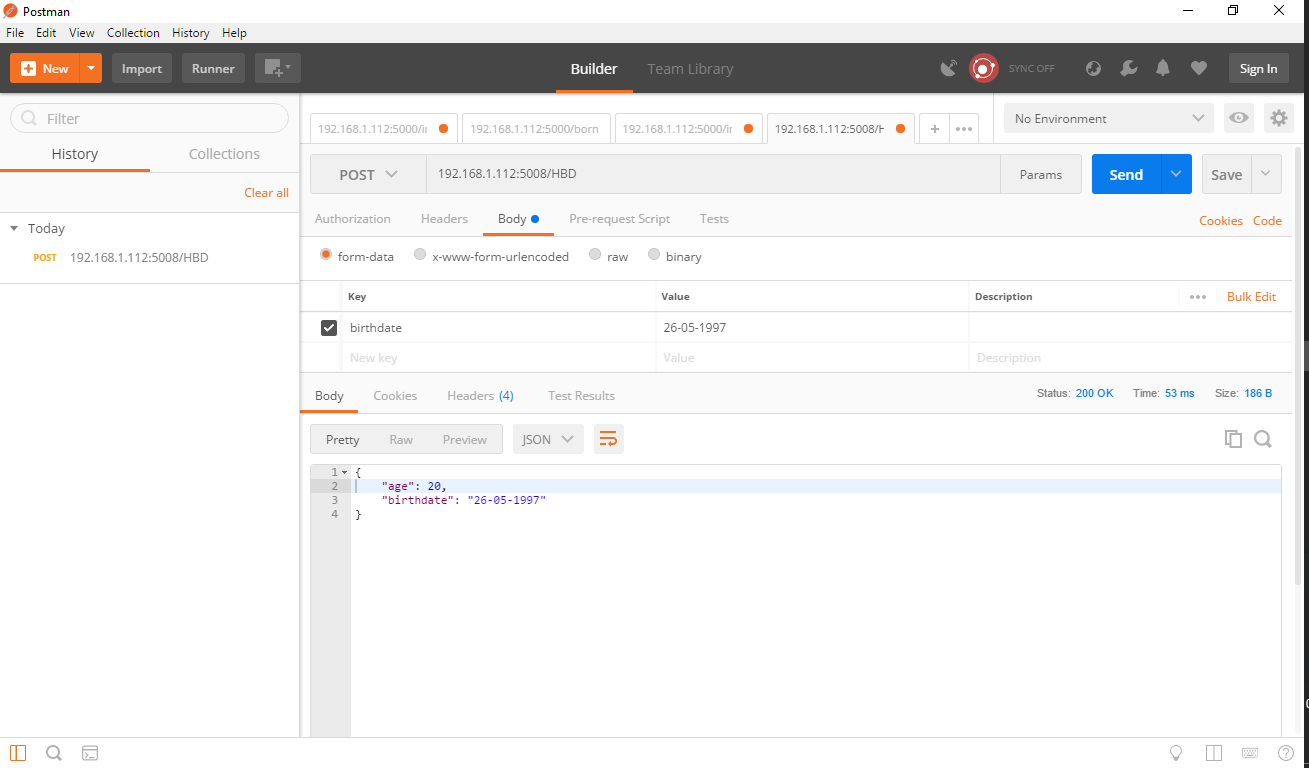 Postman
File Edit View Collection History Help
New Import Runner Builder Team Library SYNC OFF Sign In
Filter
History Collections
Clear all
Today
POST 192.168.1.112:5008/HBD
192.168.1.112:5000/ii 192.168.1.112:5000/born 192.168.1.112:5000/ii 192.168.1.112:5008/H + No Environment
POST 192.168.1.112:5008/HBD Params Send Save
Authorization Headers Body Pre-request Script Tests Cookies Code
form-data x-www-form-urlencoded raw binary
Key Value Description Bulk Edit
birthdate 26-05-1997
New key Value Description
Body Cookies Headers (4) Test Results Status: 200 OK Time: 53 ms Size: 186 B
Pretty Raw Preview JSON
1 {
2 "age": 20,
3 "birthdate": "26-05-1997"
4 }